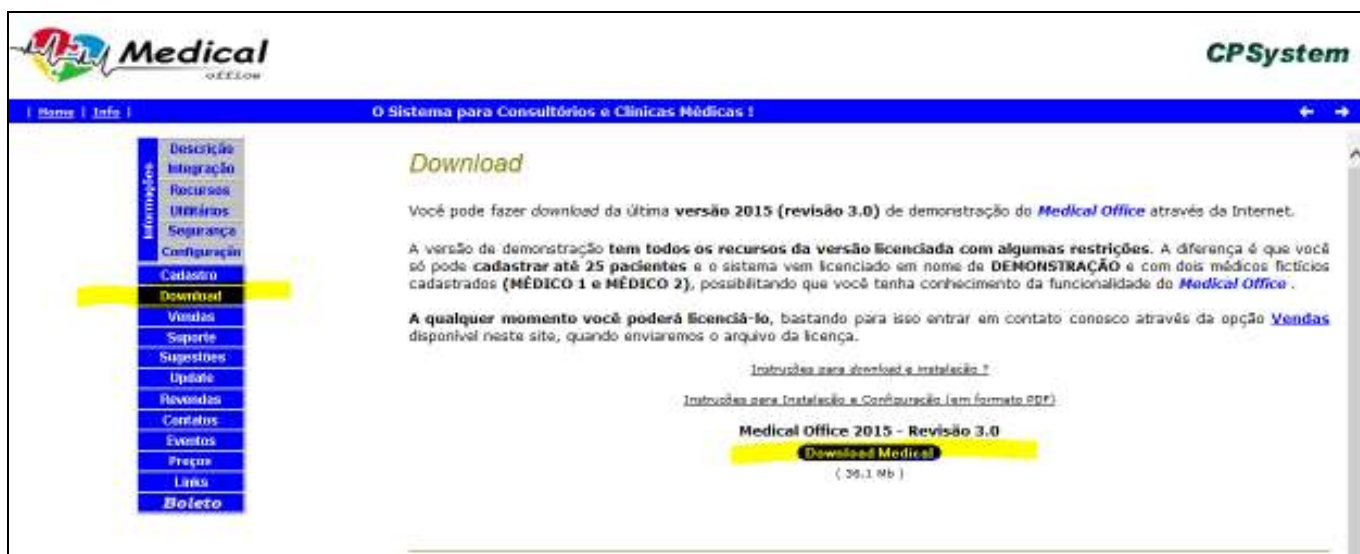 Medical
office
CPSystem
| Home | Info |
O Sistema para Consultórios e Clínicas Médicas !
Informações
Descrição
Integração
Recursos
Utilitários
Segurança
Configuração
Cadastro
Download
Vendas
Suporte
Sugestões
Update
Revendas
Contatos
Eventos
Preços
Links
Boleto
Download
Você pode fazer download da última versão 2015 (revisão 3.0) de demonstração do Medical Office através da Internet.
A versão de demonstração tem todos os recursos da versão licenciada com algumas restrições. A diferença é que você
só pode cadastrar até 25 pacientes e o sistema vem licenciado em nome de DEMONSTRAÇÃO e com dois médicos fictícios
cadastrados (MÉDICO 1 e MÉDICO 2), possibilitando que você tenha conhecimento da funcionalidade do Medical Office .
A qualquer momento você poderá licenciá-lo, bastando para isso entrar em contato conosco através da opção Vendas
disponível neste site, quando enviaremos o arquivo da licença.
Instruções para download e instalação ?
Instruções para Instalação e Configuração (em formato PDF)
Medical Office 2015 - Revisão 3.0
Download Medical
( 36.1 Mb )